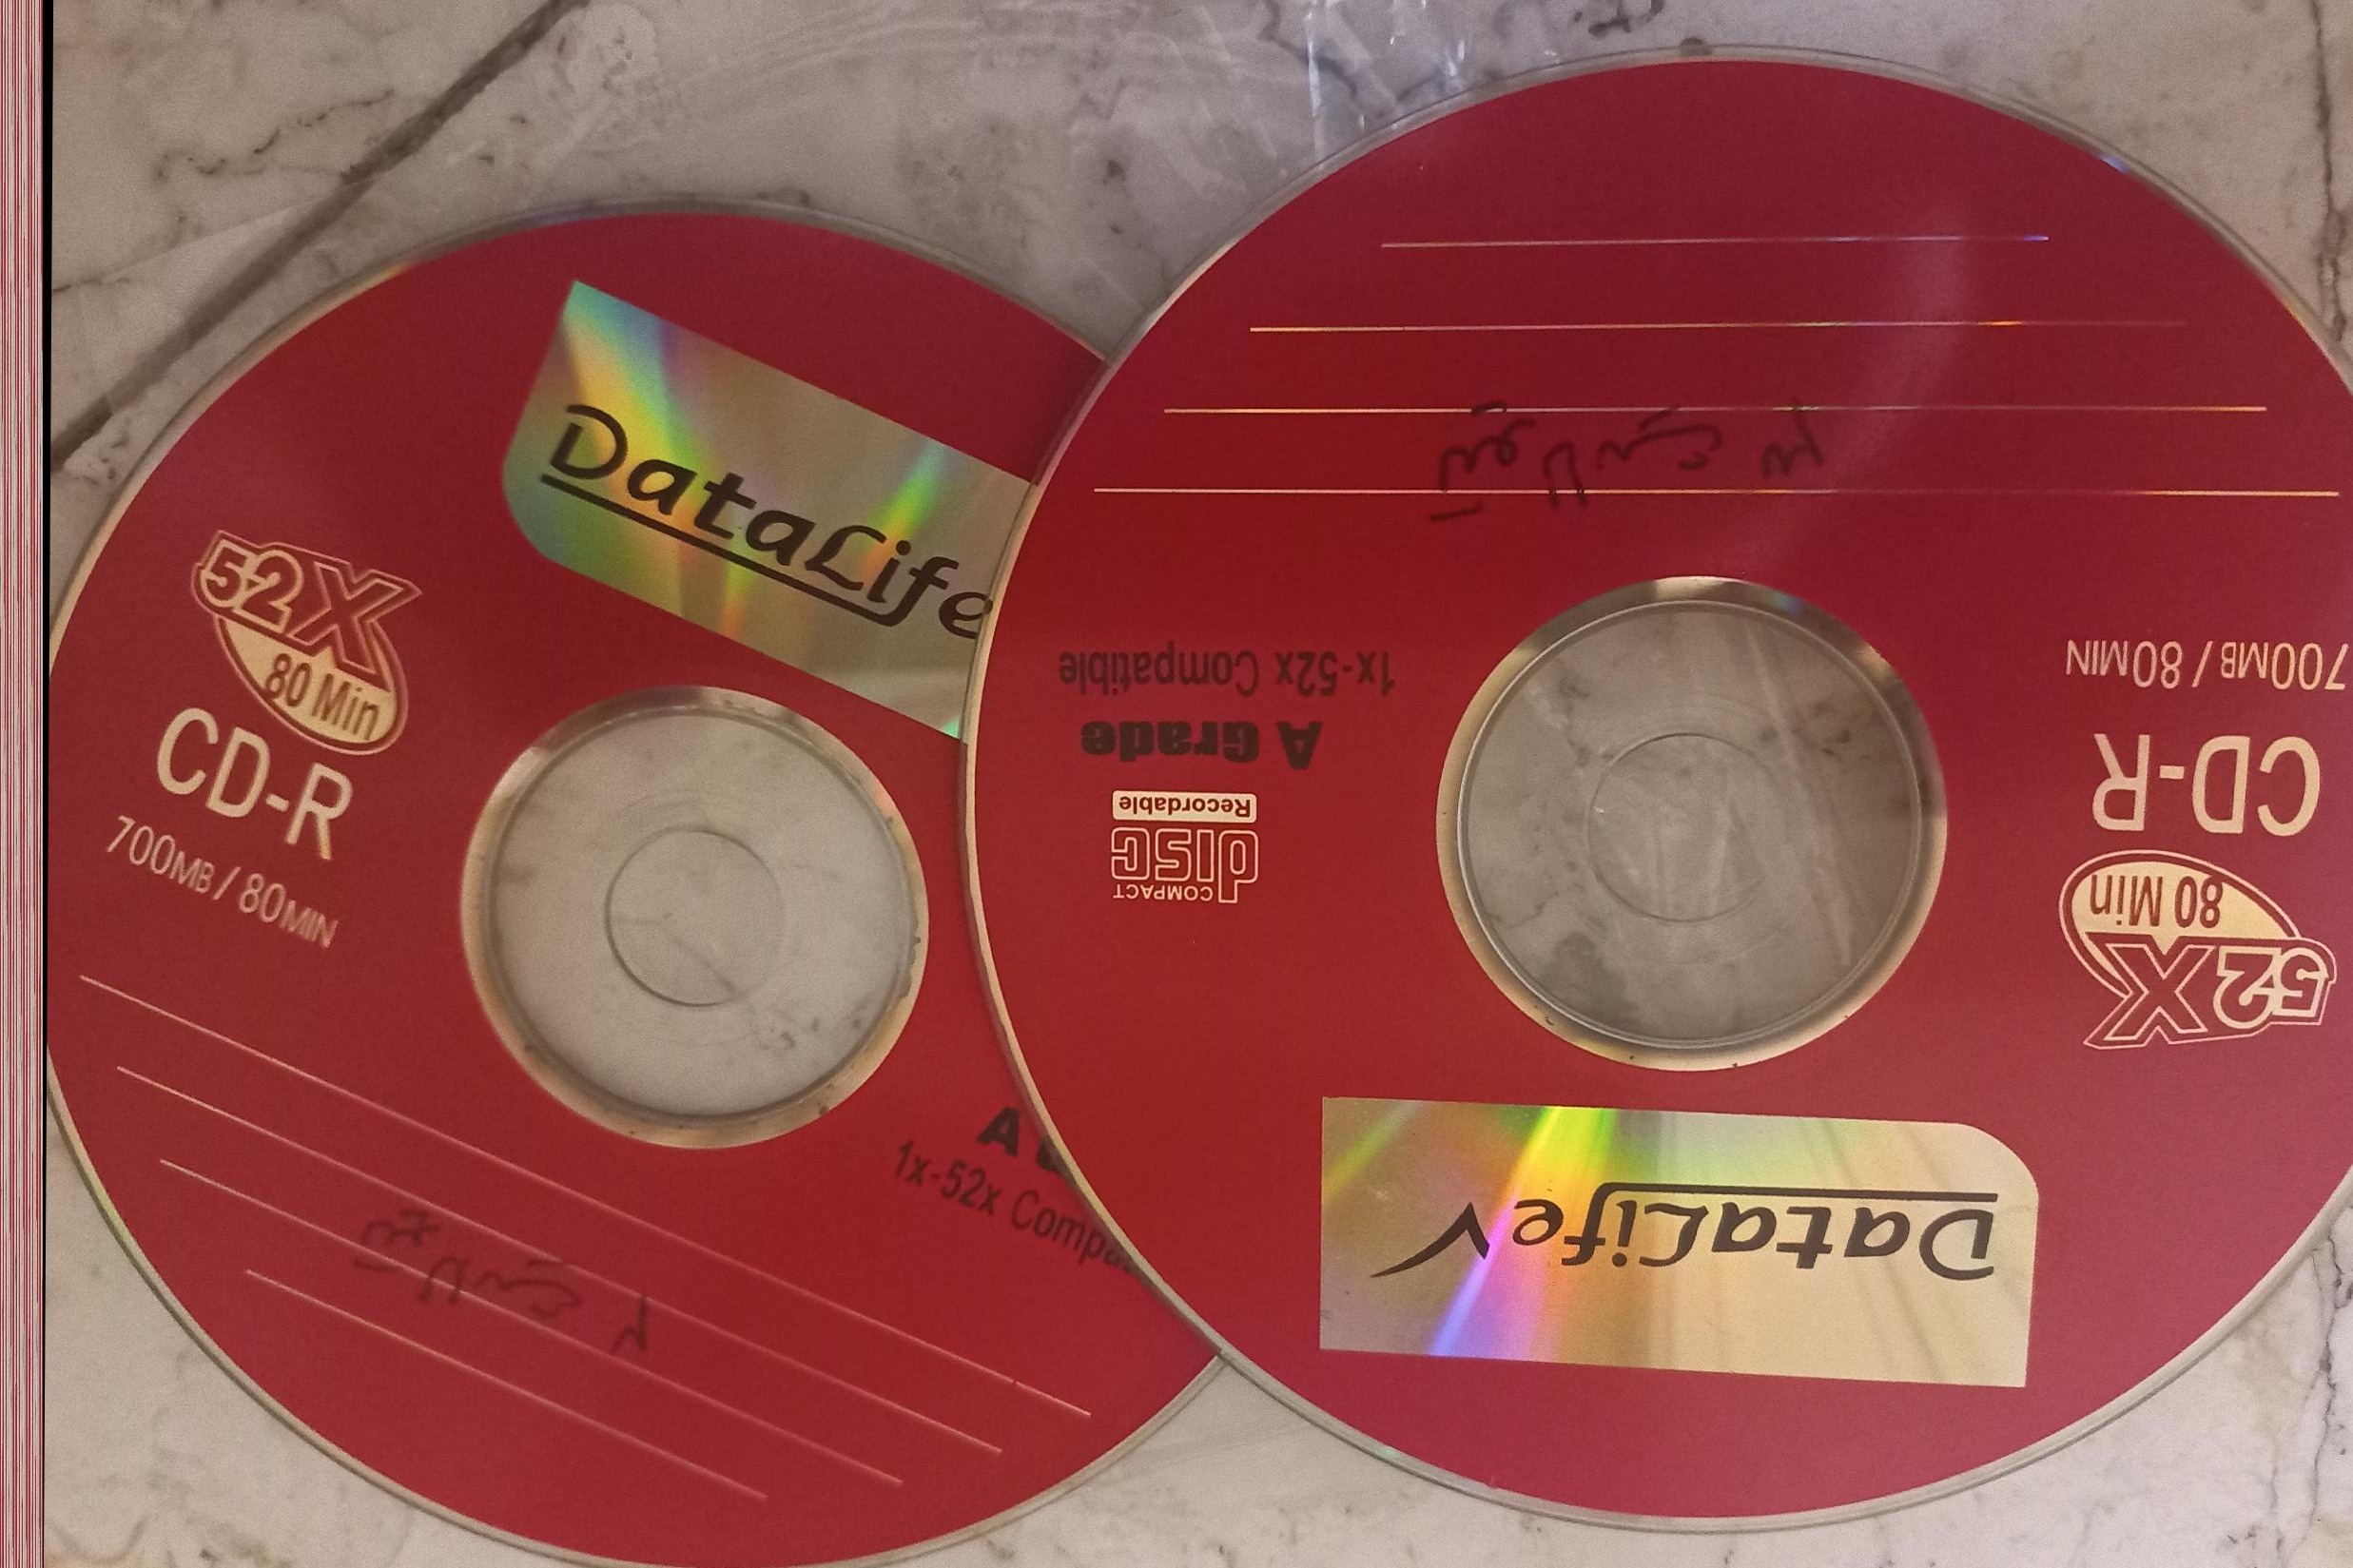 DataLife
52X
80 Min
CD-R
700MB / 80MIN
A
1x-52x Compa
DataLife
52X
80 Min
CD-R
700MB / 80MIN
COMPACT
disc
Recordable
A Grade
1x-52x Compatible